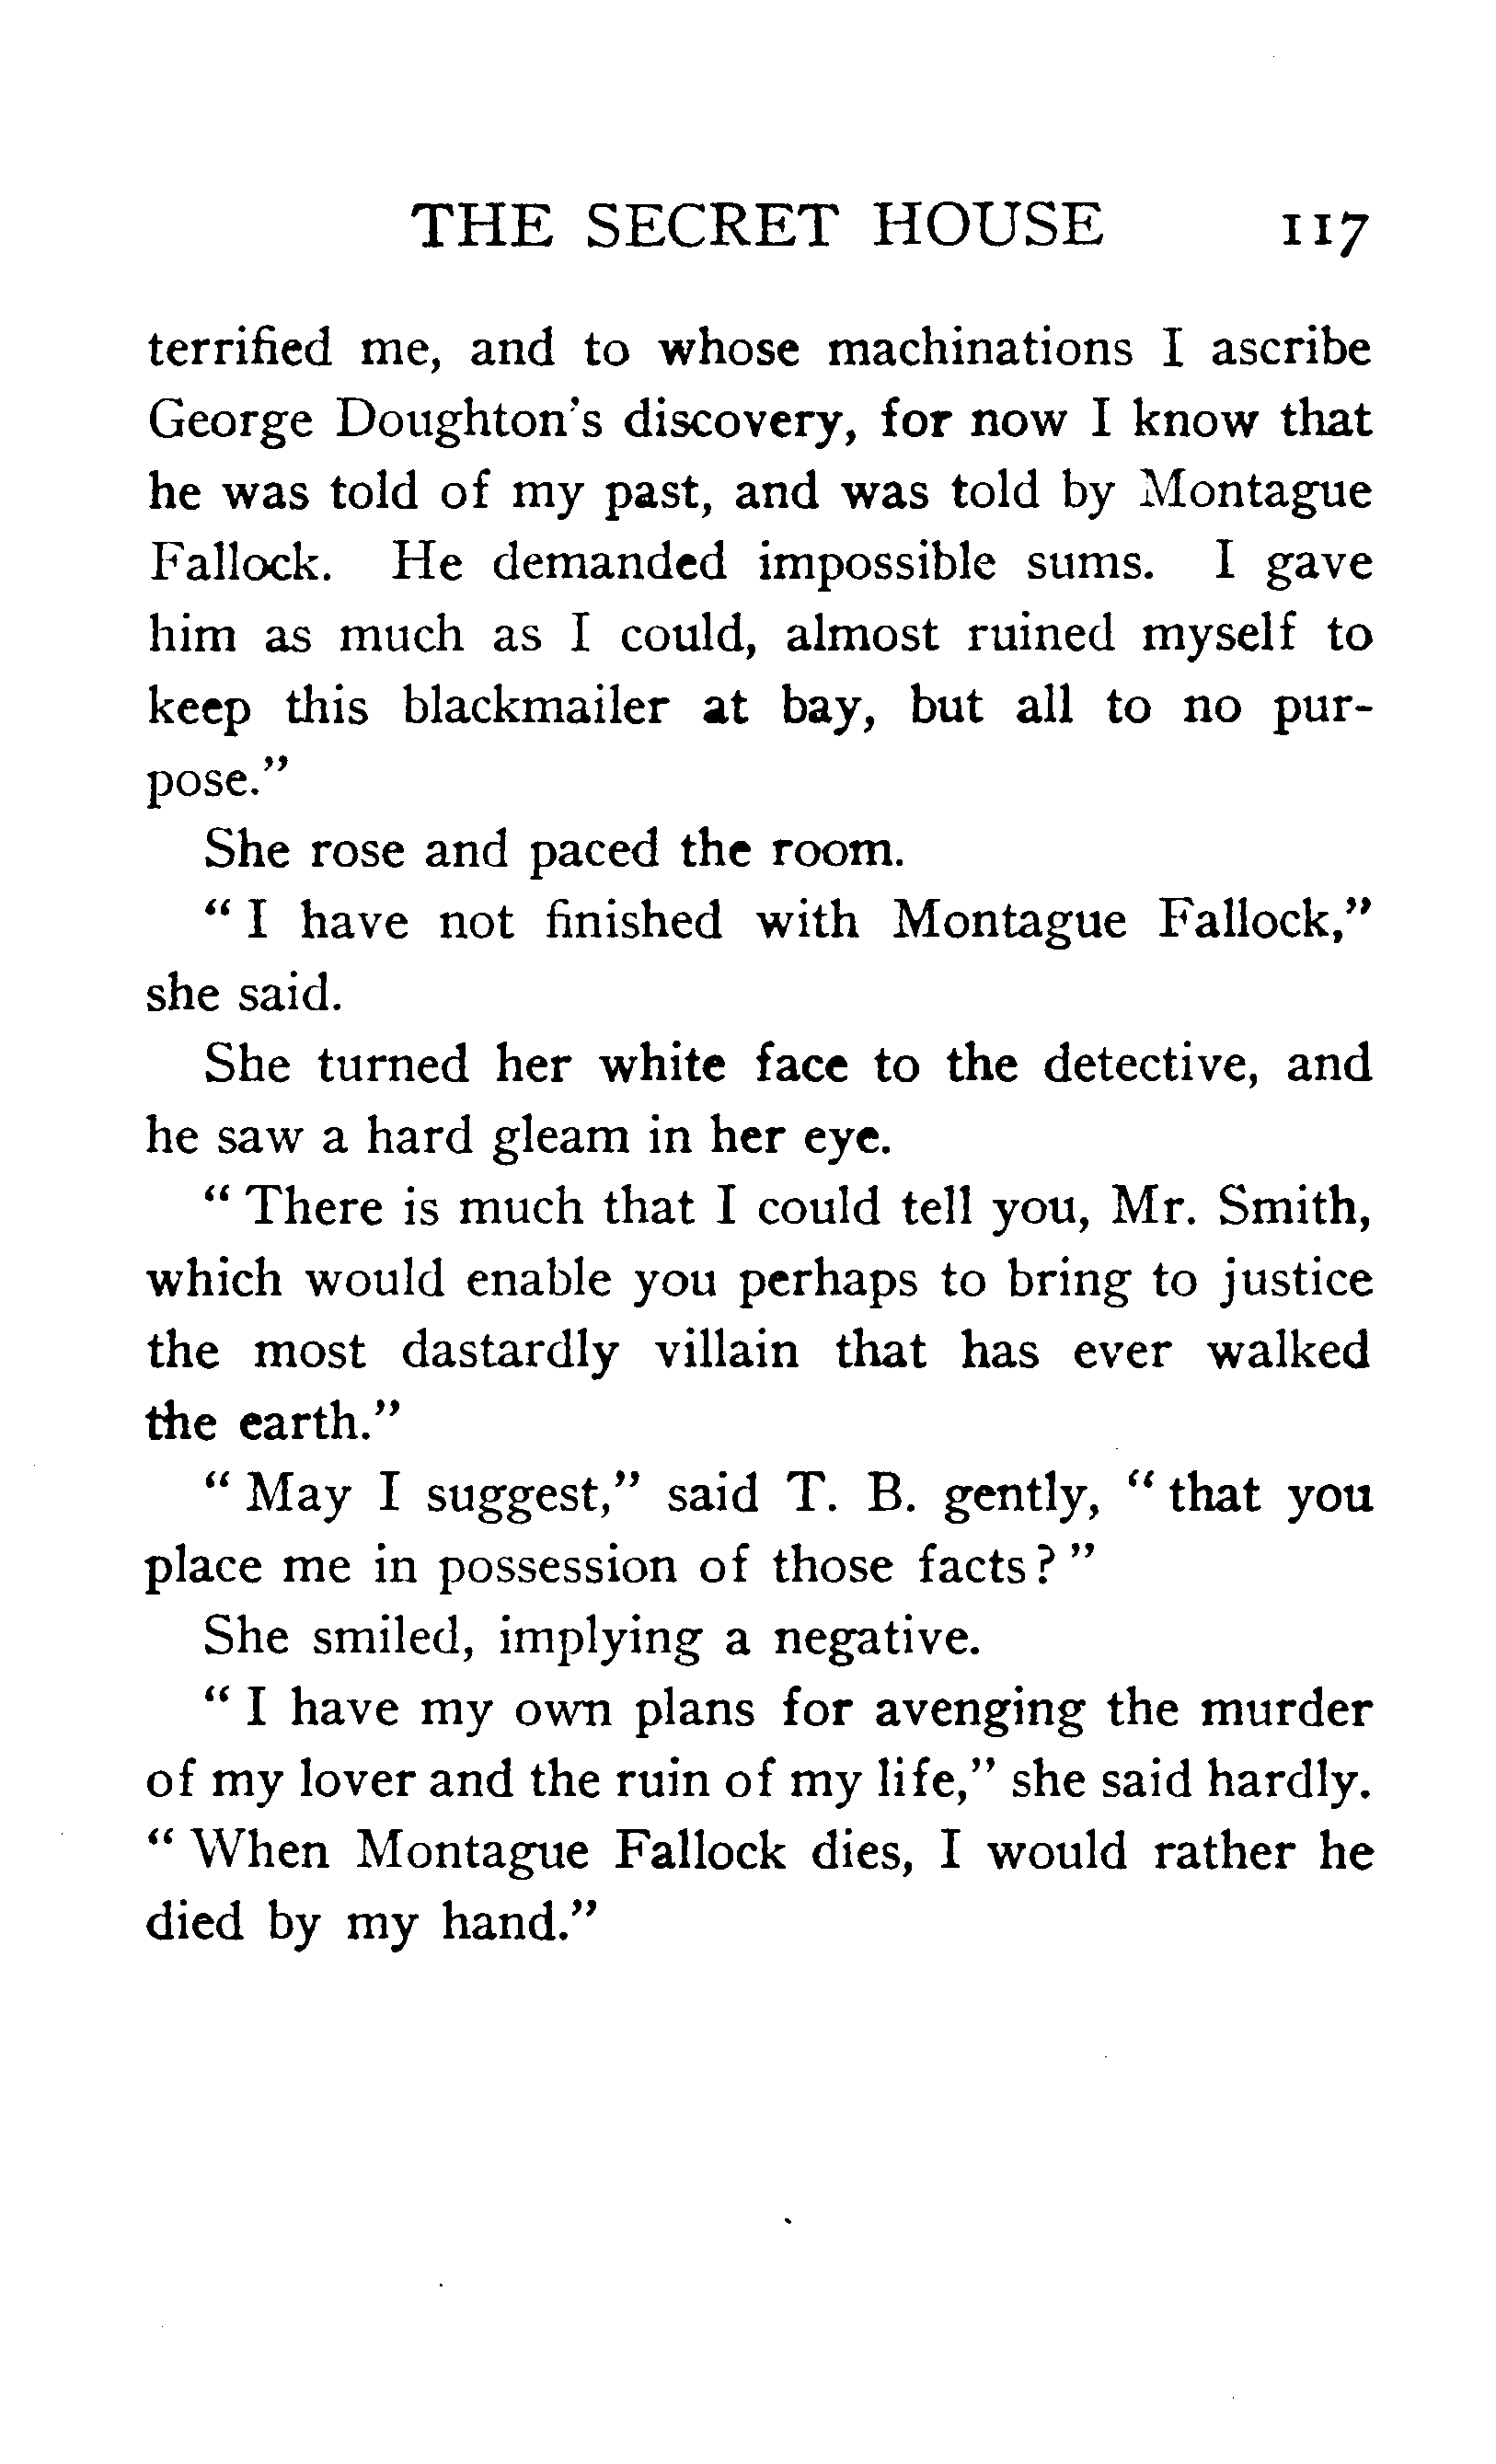 THE SECRET HOUSE 117
terrified me, and to whose machinations I ascribe
George Doughton's discovery, for now I know that
he was told of my past, and was told by Montague
Fallock. He demanded impossible sums. I gave
him as much as I could, almost ruined myself to
keep this blackmailer at bay, but all to no pur-
pose."
She rose and paced the room.
"I have not finished with Montague Fallock,"
she said.
She turned her white face to the detective, and
he saw a hard gleam in her eye.
"There is much that I could tell you, Mr. Smith,
which would enable you perhaps to bring to justice
the most dastardly villain that has ever walked
the earth."
"May I suggest," said T. B. gently, "that you
place me in possession of those facts?"
She smiled, implying a negative.
"I have my own plans for avenging the murder
of my lover and the ruin of my life," she said hardly.
"When Montague Fallock dies, I would rather he
died by my hand."